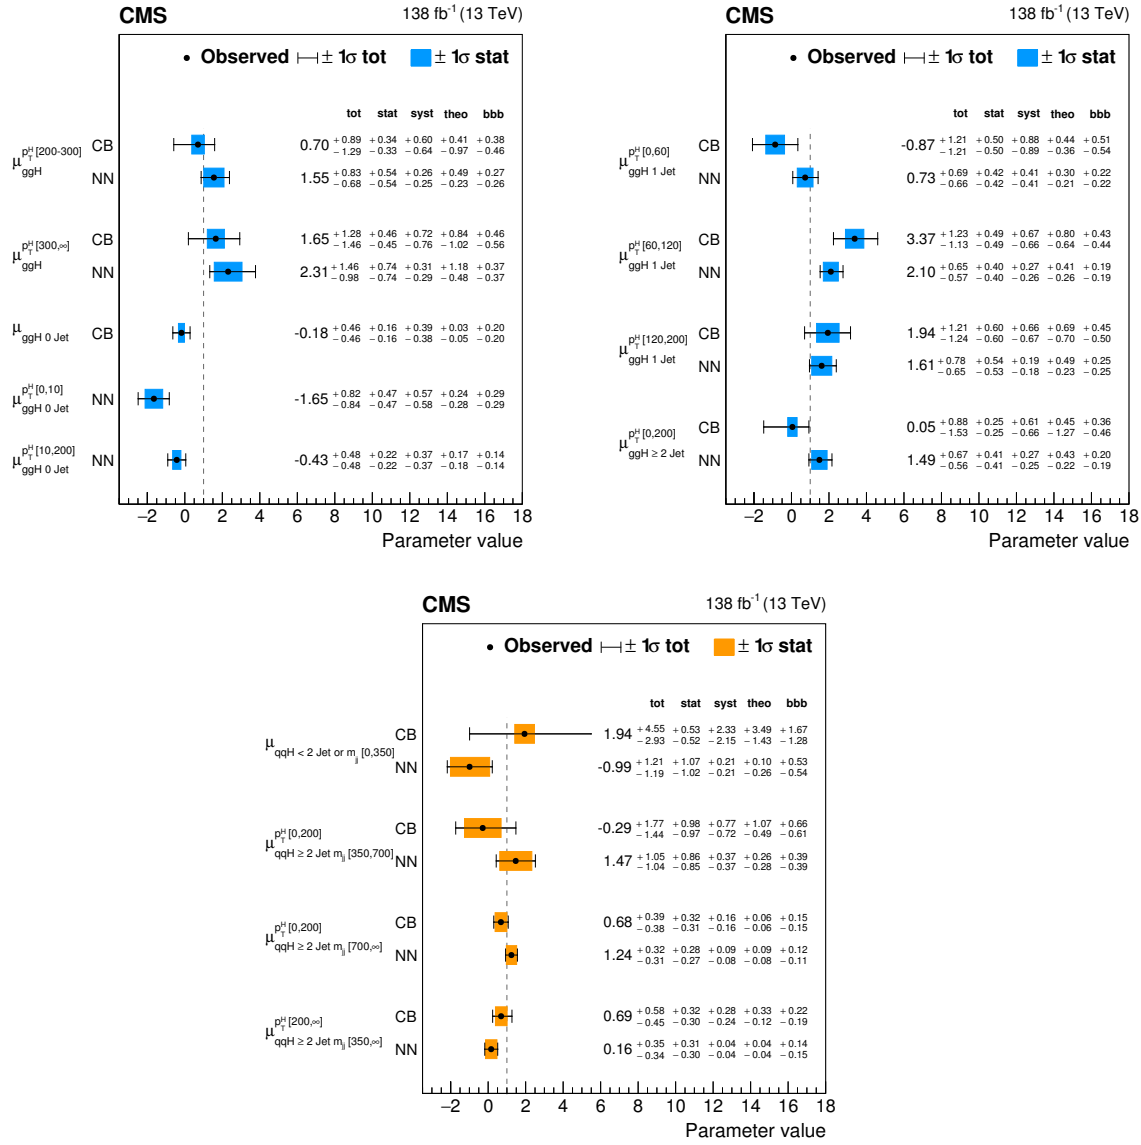 CMS 138 fb⁻¹ (13 TeV)
• Observed ± 1σ tot ± 1σ stat
tot stat syst theo bbb
μ ggH p_T^H [200-300]
CB 0.70 +0.89 −1.29 +0.34 −0.33 +0.60 −0.64 +0.41 −0.97 +0.38 −0.46
NN 1.55 +0.83 −0.68 +0.54 −0.54 +0.26 −0.25 +0.49 −0.23 +0.27 −0.26
μ ggH p_T^H [300,∞]
CB 1.65 +1.28 −1.46 +0.46 −0.45 +0.72 −0.76 +0.84 −1.02 +0.46 −0.56
NN 2.31 +1.46 −0.98 +0.74 −0.74 +0.31 −0.29 +1.18 −0.48 +0.37 −0.37
μ ggH 0 Jet
CB -0.18 +0.46 −0.46 +0.16 −0.16 +0.39 −0.38 +0.03 −0.05 +0.20 −0.20
μ ggH 0 Jet p_T^H [0,10]
NN -1.65 +0.82 −0.84 +0.47 −0.47 +0.57 −0.58 +0.24 −0.28 +0.29 −0.29
μ ggH 0 Jet p_T^H [10,200]
NN -0.43 +0.48 −0.48 +0.22 −0.22 +0.37 −0.37 +0.17 −0.18 +0.14 −0.14
−2 0 2 4 6 8 10 12 14 16 18
Parameter value
CMS 138 fb⁻¹ (13 TeV)
• Observed ± 1σ tot ± 1σ stat
tot stat syst theo bbb
μ ggH 1 Jet p_T^H [0,60]
CB -0.87 +1.21 −1.21 +0.50 −0.50 +0.88 −0.89 +0.44 −0.36 +0.51 −0.54
NN 0.73 +0.69 −0.66 +0.42 −0.42 +0.41 −0.41 +0.30 −0.21 +0.22 −0.22
μ ggH 1 Jet p_T^H [60,120]
CB 3.37 +1.23 −1.13 +0.49 −0.49 +0.67 −0.66 +0.80 −0.64 +0.43 −0.44
NN 2.10 +0.65 −0.57 +0.40 −0.40 +0.27 −0.26 +0.41 −0.26 +0.19 −0.19
μ ggH 1 Jet p_T^H [120,200]
CB 1.94 +1.21 −1.24 +0.60 −0.60 +0.66 −0.67 +0.69 −0.70 +0.45 −0.50
NN 1.61 +0.78 −0.65 +0.54 −0.53 +0.19 −0.18 +0.49 −0.23 +0.25 −0.25
μ ggH ≥ 2 Jet p_T^H [0,200]
CB 0.05 +0.88 −1.53 +0.25 −0.25 +0.61 −0.66 +0.45 −1.27 +0.36 −0.46
NN 1.49 +0.67 −0.56 +0.41 −0.41 +0.27 −0.25 +0.43 −0.22 +0.20 −0.19
−2 0 2 4 6 8 10 12 14 16 18
Parameter value
CMS 138 fb⁻¹ (13 TeV)
• Observed ± 1σ tot ± 1σ stat
tot stat syst theo bbb
μ qqH < 2 Jet or m_jj [0,350]
CB 1.94 +4.55 −2.93 +0.53 −0.52 +2.33 −2.15 +3.49 −1.43 +1.67 −1.28
NN -0.99 +1.21 −1.19 +1.07 −1.02 +0.21 −0.21 +0.10 −0.26 +0.53 −0.54
μ qqH ≥ 2 Jet m_jj [350,700] p_T^H [0,200]
CB -0.29 +1.77 −1.44 +0.98 −0.97 +0.77 −0.72 +1.07 −0.49 +0.66 −0.61
NN 1.47 +1.05 −1.04 +0.86 −0.85 +0.37 −0.37 +0.26 −0.28 +0.39 −0.39
μ qqH ≥ 2 Jet m_jj [700,∞] p_T^H [0,200]
CB 0.68 +0.39 −0.38 +0.32 −0.31 +0.16 −0.16 +0.06 −0.06 +0.15 −0.15
NN 1.24 +0.32 −0.31 +0.28 −0.27 +0.09 −0.08 +0.09 −0.08 +0.12 −0.11
μ qqH ≥ 2 Jet m_jj [350,∞] p_T^H [200,∞]
CB 0.69 +0.58 −0.45 +0.32 −0.30 +0.28 −0.24 +0.33 −0.12 +0.22 −0.19
NN 0.16 +0.35 −0.34 +0.31 −0.30 +0.04 −0.04 +0.04 −0.04 +0.14 −0.15
−2 0 2 4 6 8 10 12 14 16 18
Parameter value